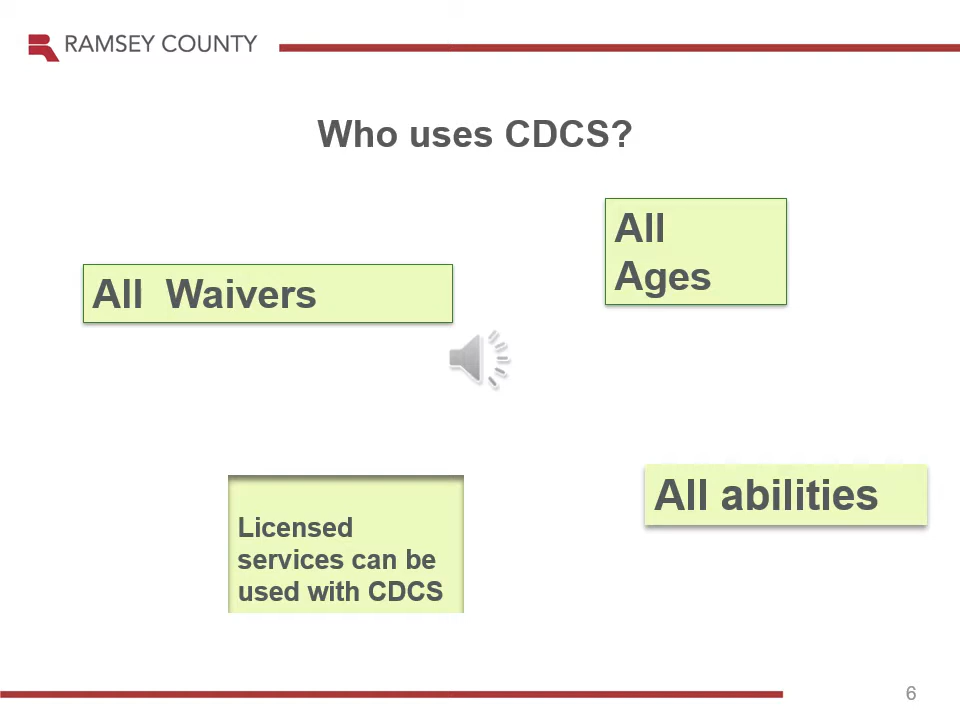 RAMSEY COUNTY
Who uses CDCS?
All
Ages
All  Waivers
All abilities
Licensed
services can be
used with CDCS
6